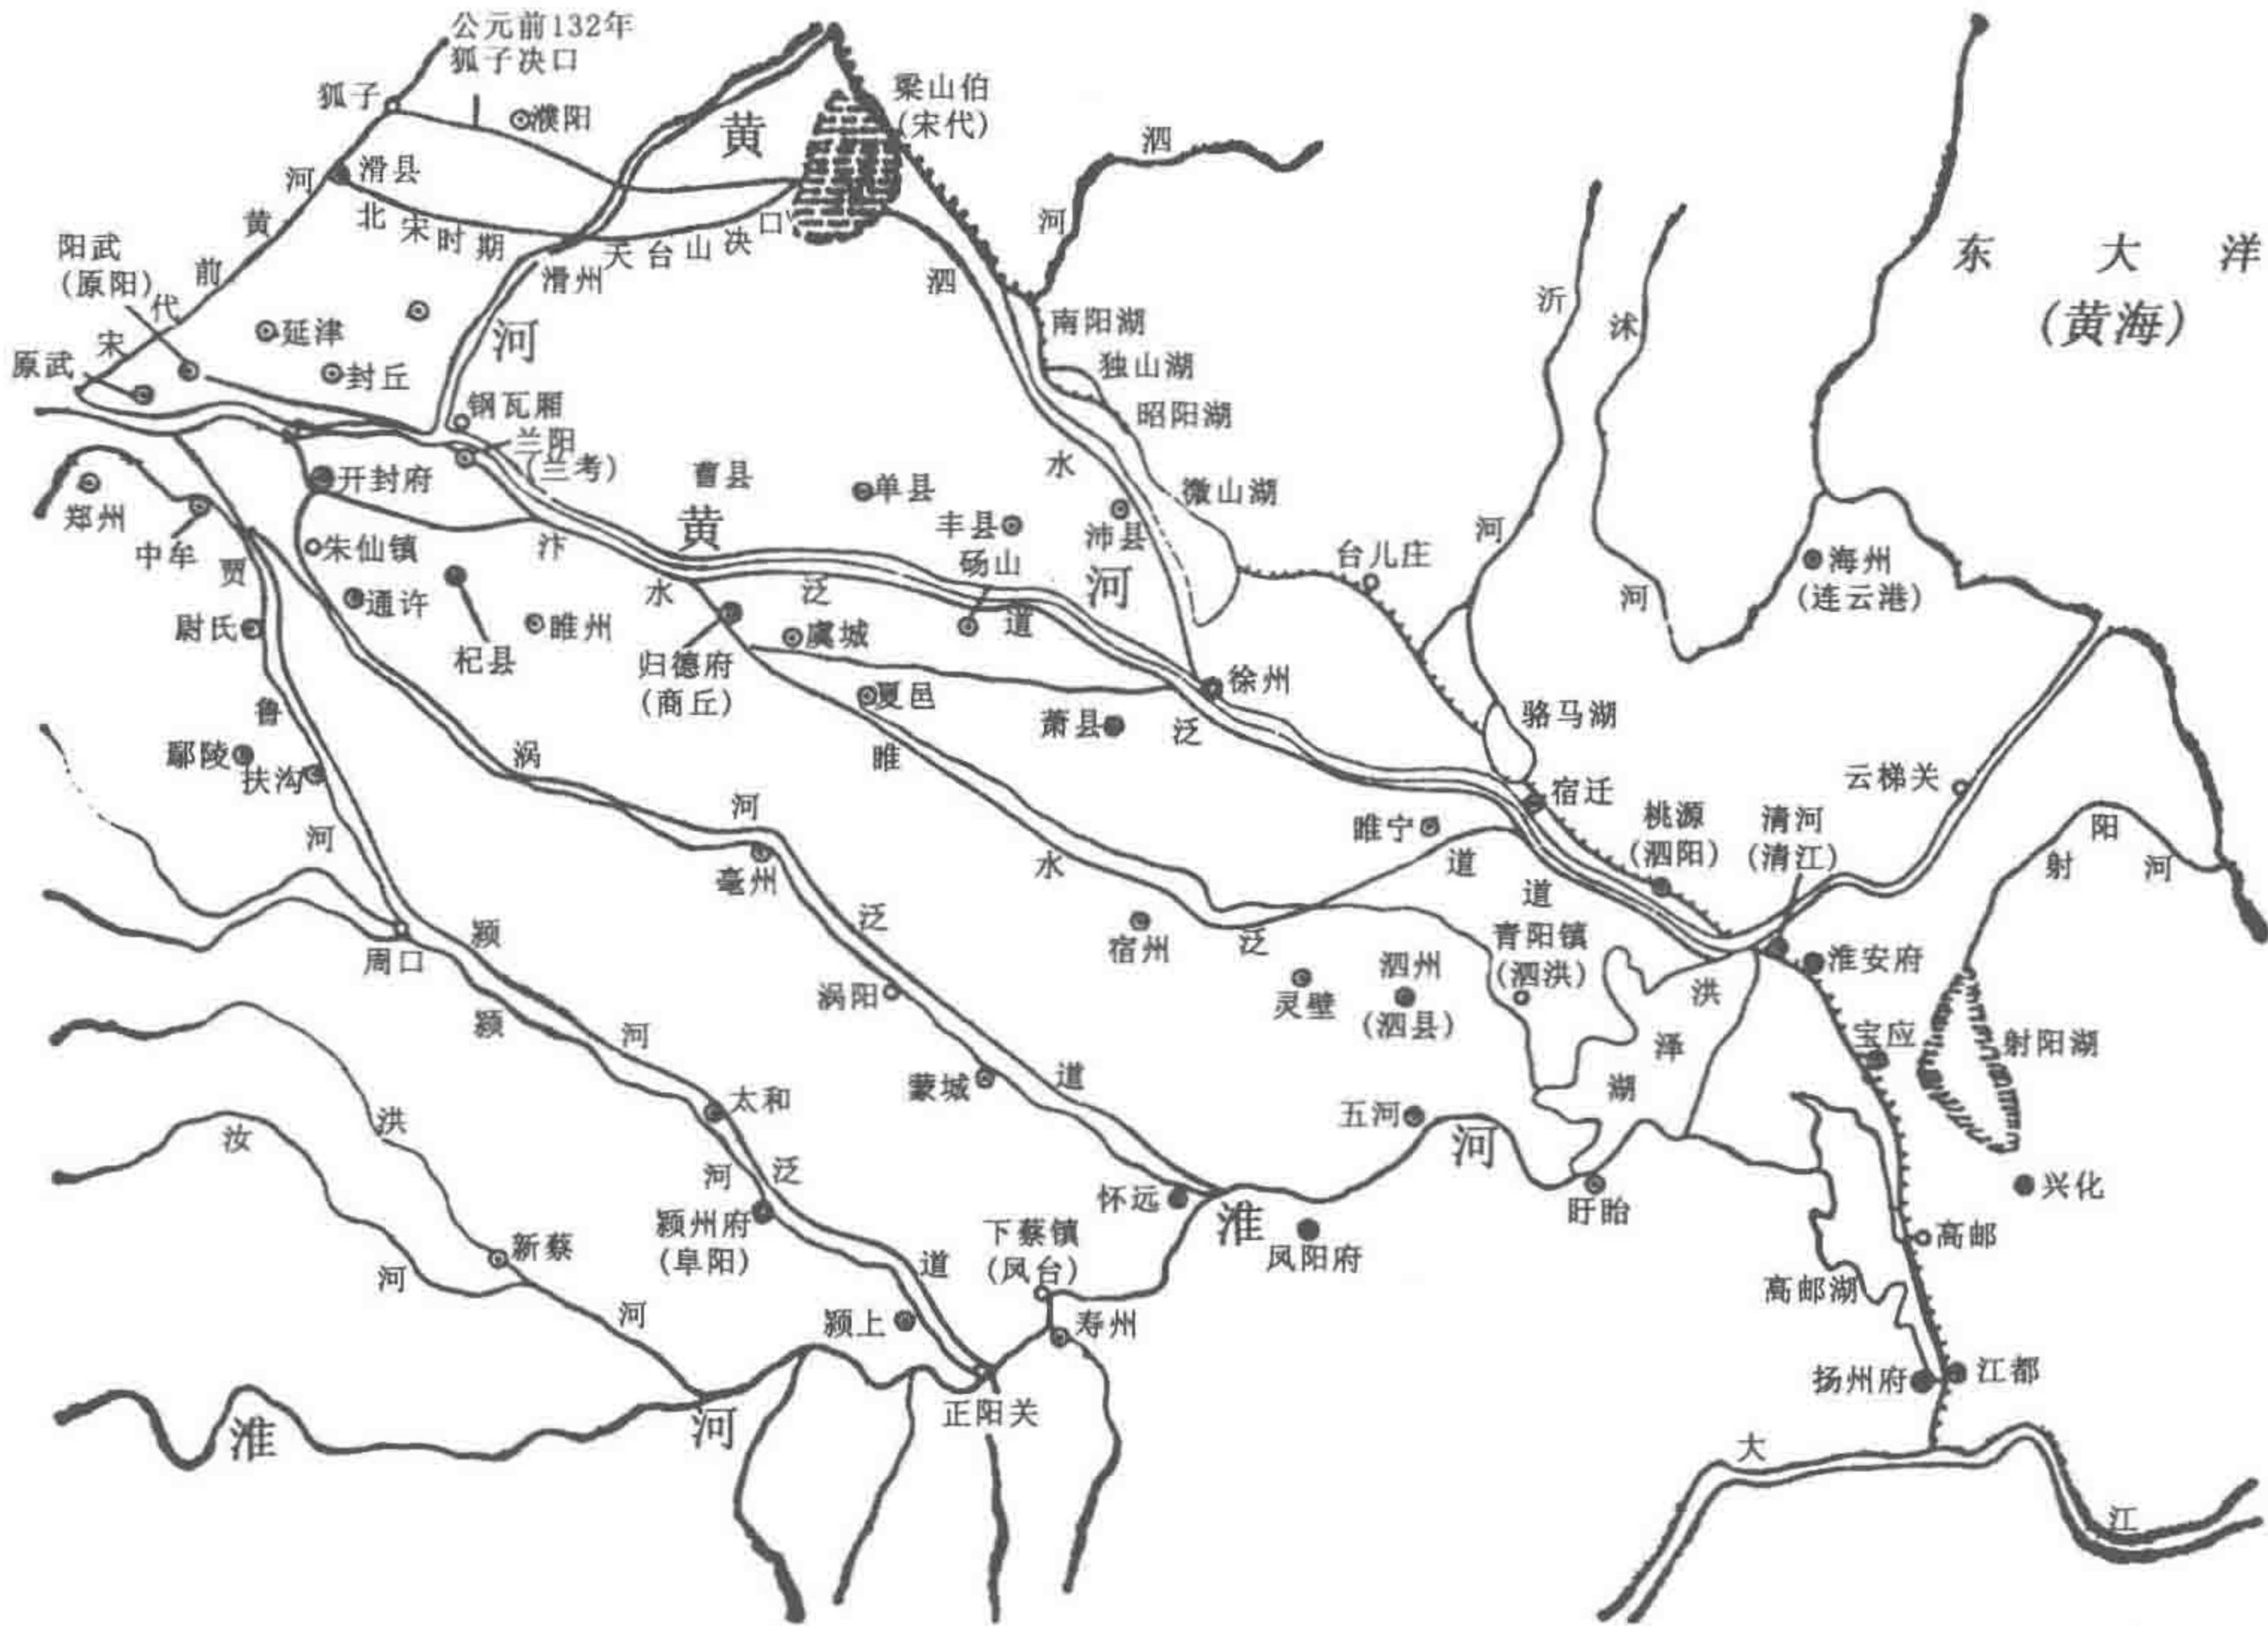 公元前132年
狐子决口
狐子
濮阳
黄
梁山伯
(宋代)
泗
河
滑县
河
黄
前
代
宋
北宋时期
天台山决口
滑州
阳武
(原阳)
原武
延津
封丘
河
泗
水
南阳湖
独山湖
昭阳湖
微山湖
沂
河
沭
河
东大洋
(黄海)
钢瓦厢
兰阳
(兰考)
开封府
郑州
中牟
朱仙镇
通许
杞县
睢州
尉氏
贾
鲁
河
汴
水
曹县
单县
丰县
沛县
砀山
黄
河
泛
道
归德府
(商丘)
虞城
夏邑
萧县
徐州
泛
道
台儿庄
骆马湖
宿迁
海州
(连云港)
云梯关
桃源
(泗阳)
清河
(清江)
睢宁
道
睢
水
泛
鄢陵
扶沟
涡
河
泛
道
亳州
周口
颍
河
颍
河
泛
道
涡阳
蒙城
宿州
灵壁
泗州
(泗县)
青阳镇
(泗洪)
洪
泽
湖
淮安府
宝应
射阳湖
射
阳
河
兴化
太和
五河
河
盱眙
洪
河
汝
河
新蔡
颍州府
(阜阳)
怀远
淮
凤阳府
下蔡镇
(凤台)
寿州
颍上
正阳关
高邮
高邮湖
扬州府
江都
淮
河
大
江